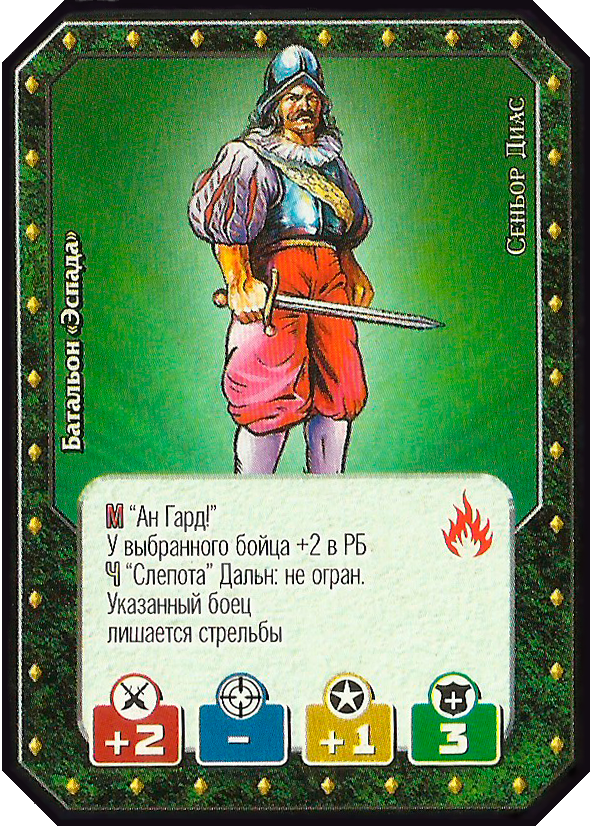 Сеньор Диас
Батальон «Эспада»
М “Ан Гард!”
У выбранного бойца +2 в РБ
Ч “Слепота” Дальн: не огран.
Указанный боец
лишается стрельбы
+2 - +1 3